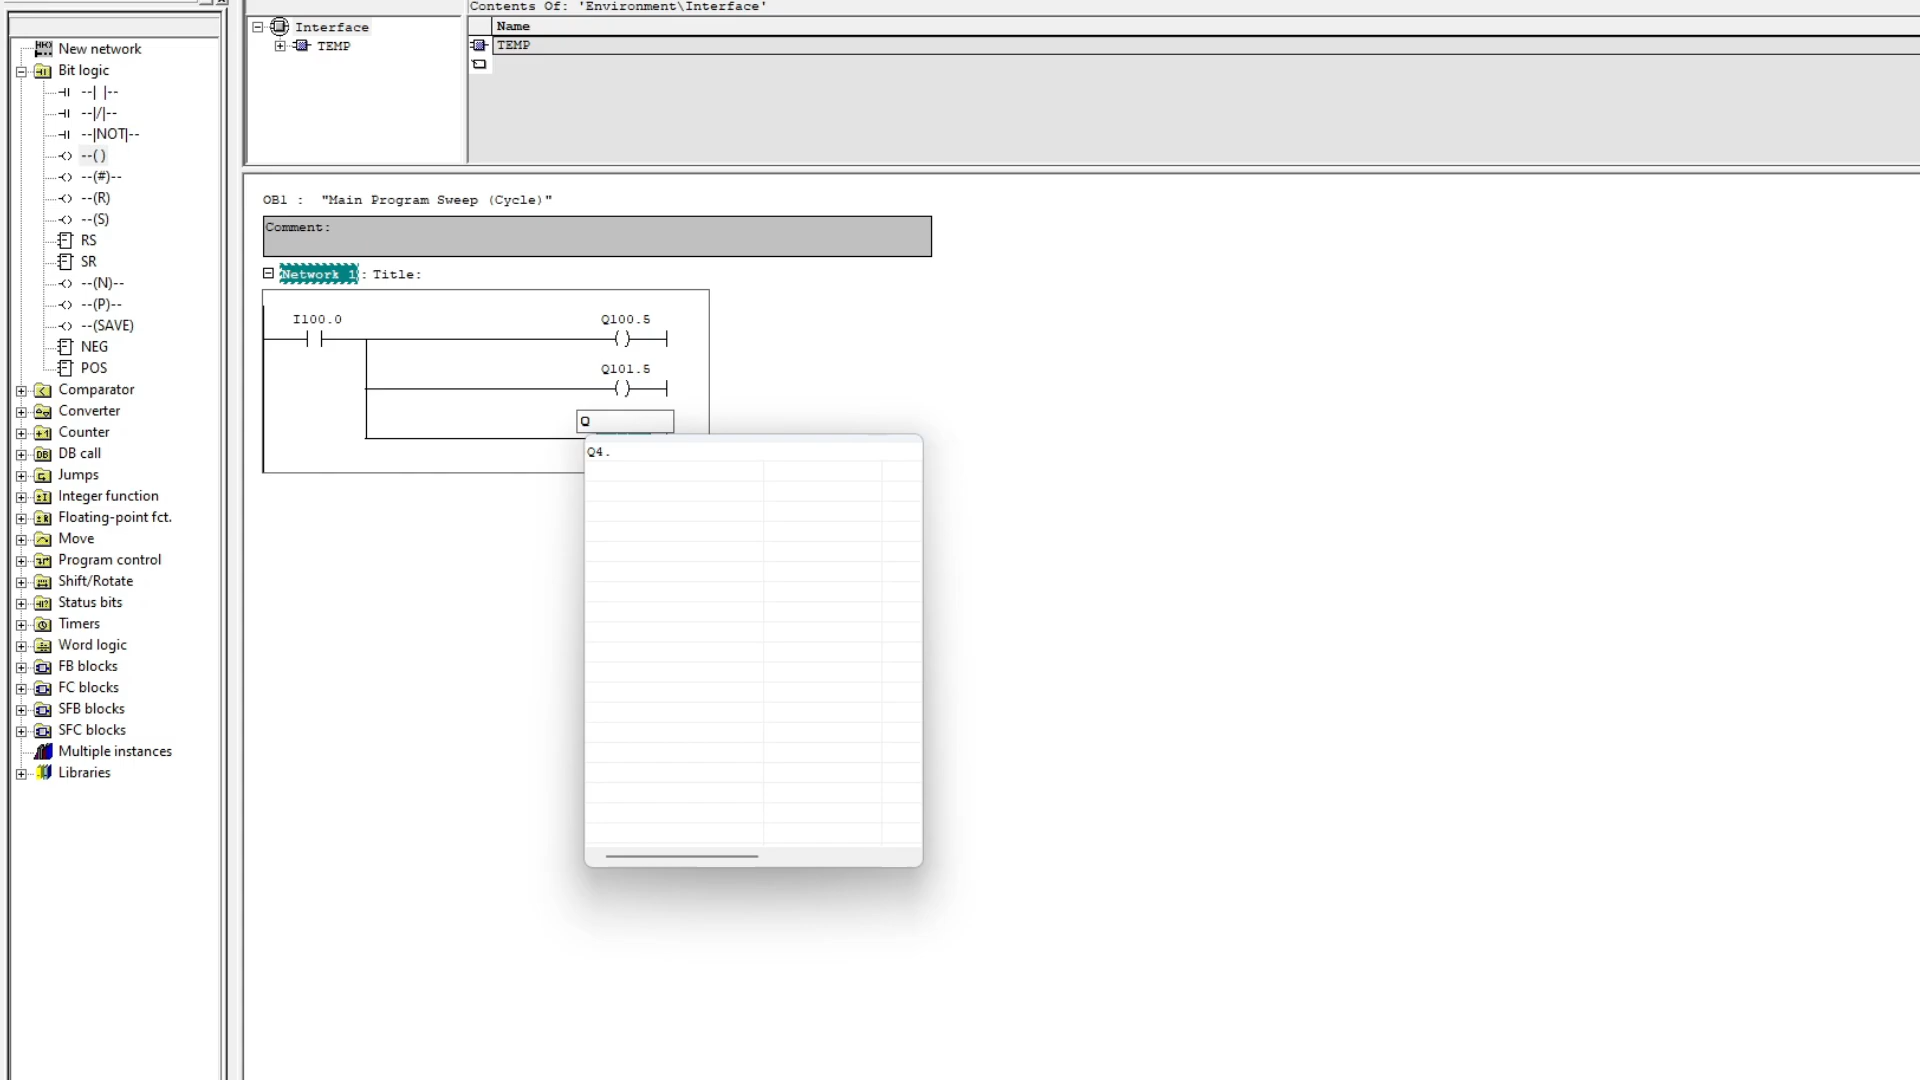 New network
Bit logic
--| |--
--|/|--
--|NOT|--
--( )
--(#)--
--(R)
--(S)
RS
SR
--(N)--
--(P)--
--(SAVE)
NEG
POS
Comparator
Converter
Counter
DB call
Jumps
Integer function
Floating-point fct.
Move
Program control
Shift/Rotate
Status bits
Timers
Word logic
FB blocks
FC blocks
SFB blocks
SFC blocks
Multiple instances
Libraries
Interface
TEMP
Contents Of: 'Environment\Interface'
Name
TEMP
OB1 : "Main Program Sweep (Cycle)"
Comment:
Network 1: Title:
I100.0
Q100.5
Q101.5
Q
Q4.